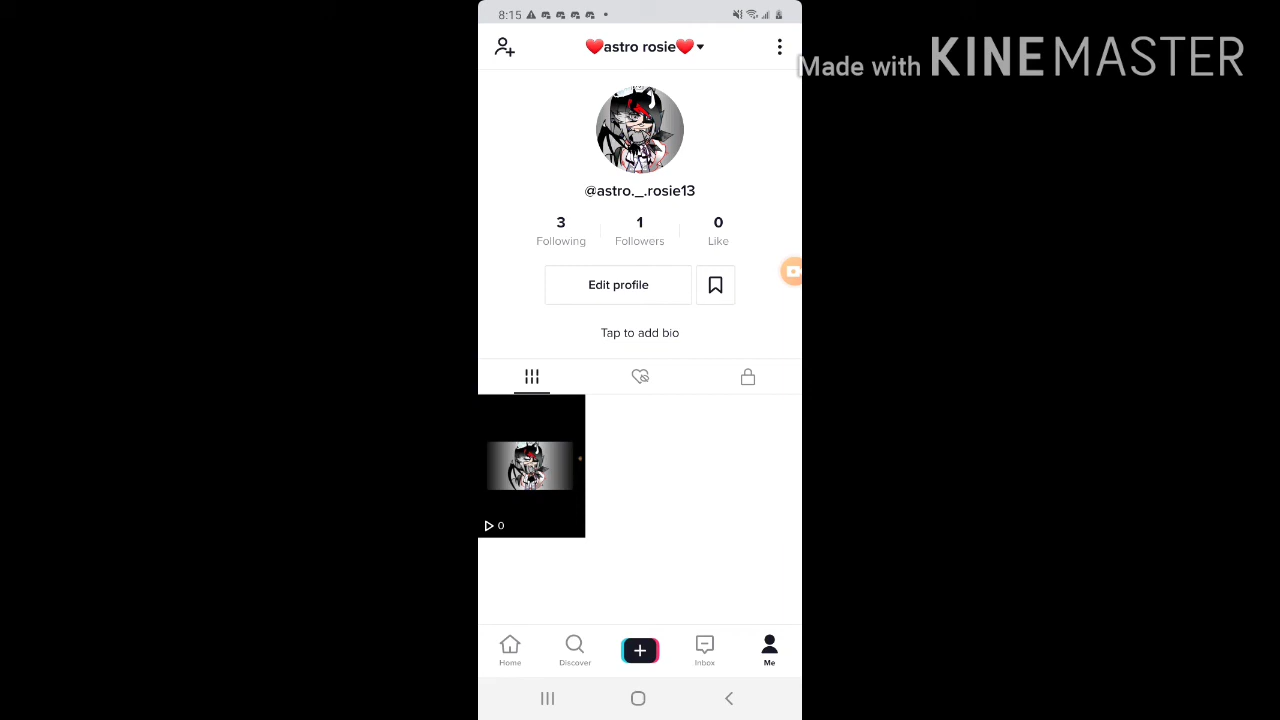 8:15
❤️astro rosie❤️
Made with KINEMASTER
@astro._.rosie13
3 1 0
Following Followers Like
Edit profile
Tap to add bio
0
Home Discover Inbox Me